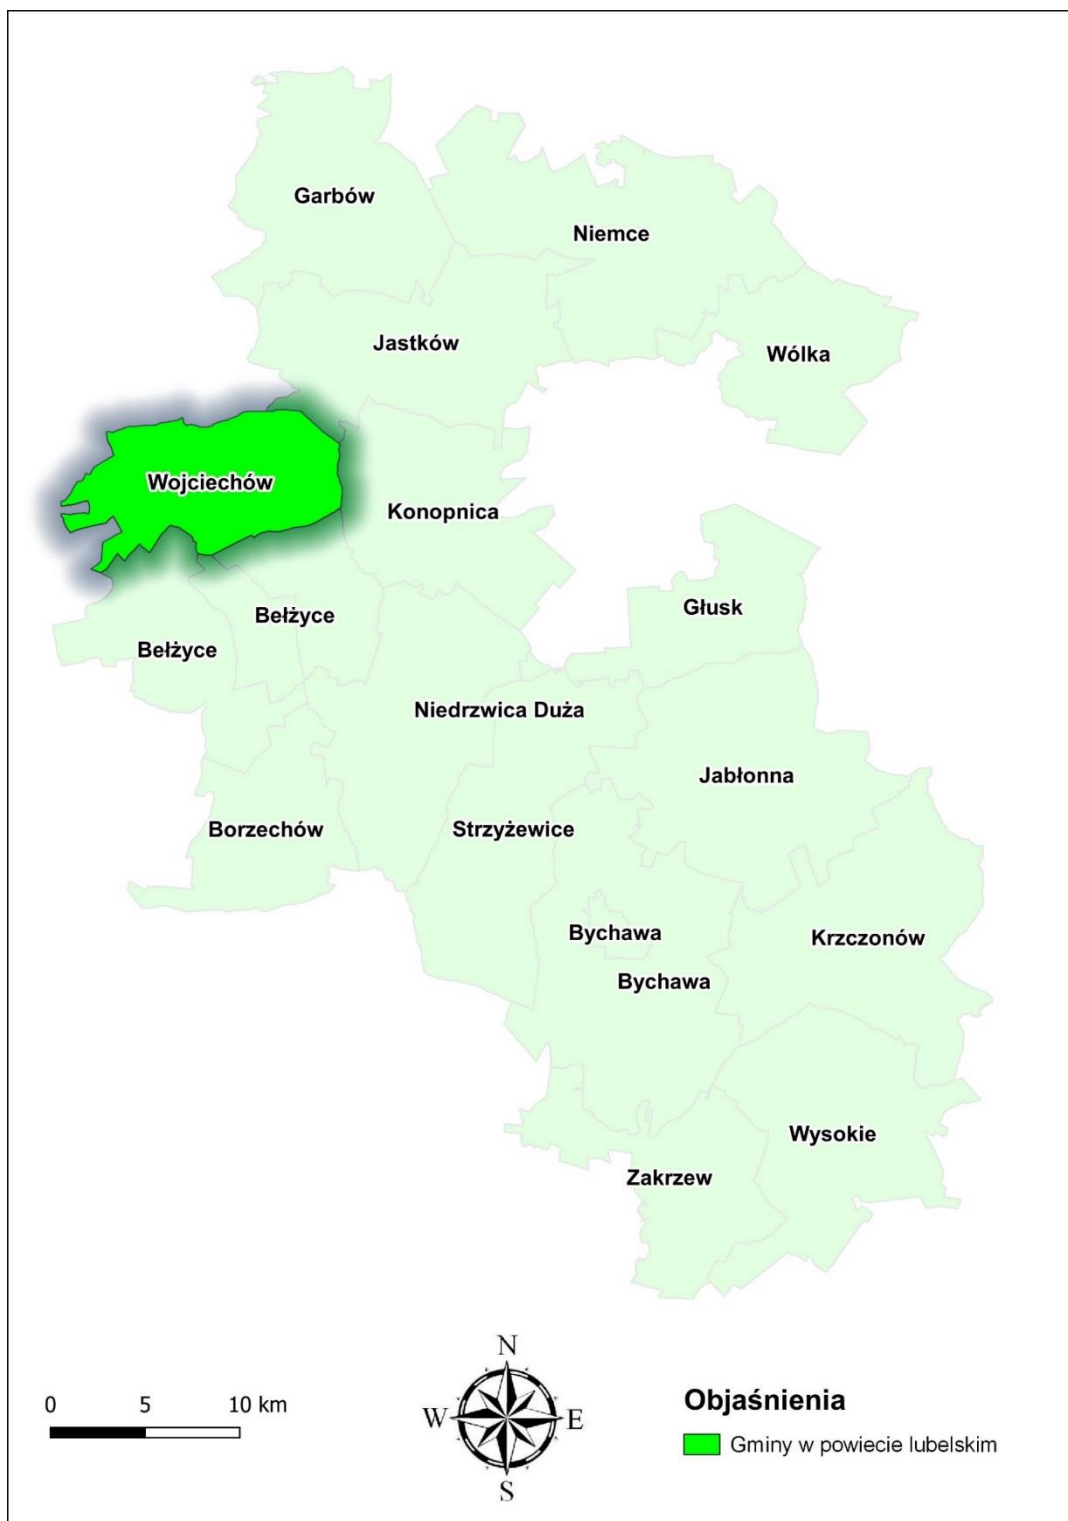 Garbów
Niemce
Jastków
Wólka
Wojciechów
Konopnica
Głusk
Bełżyce
Bełżyce
Niedrzwica Duża
Jabłonna
Borzechów
Strzyżewice
Bychawa
Krzczonów
Bychawa
Wysokie
Zakrzew
N
W
E
S
0 5 10 km
Objaśnienia
Gminy w powiecie lubelskim